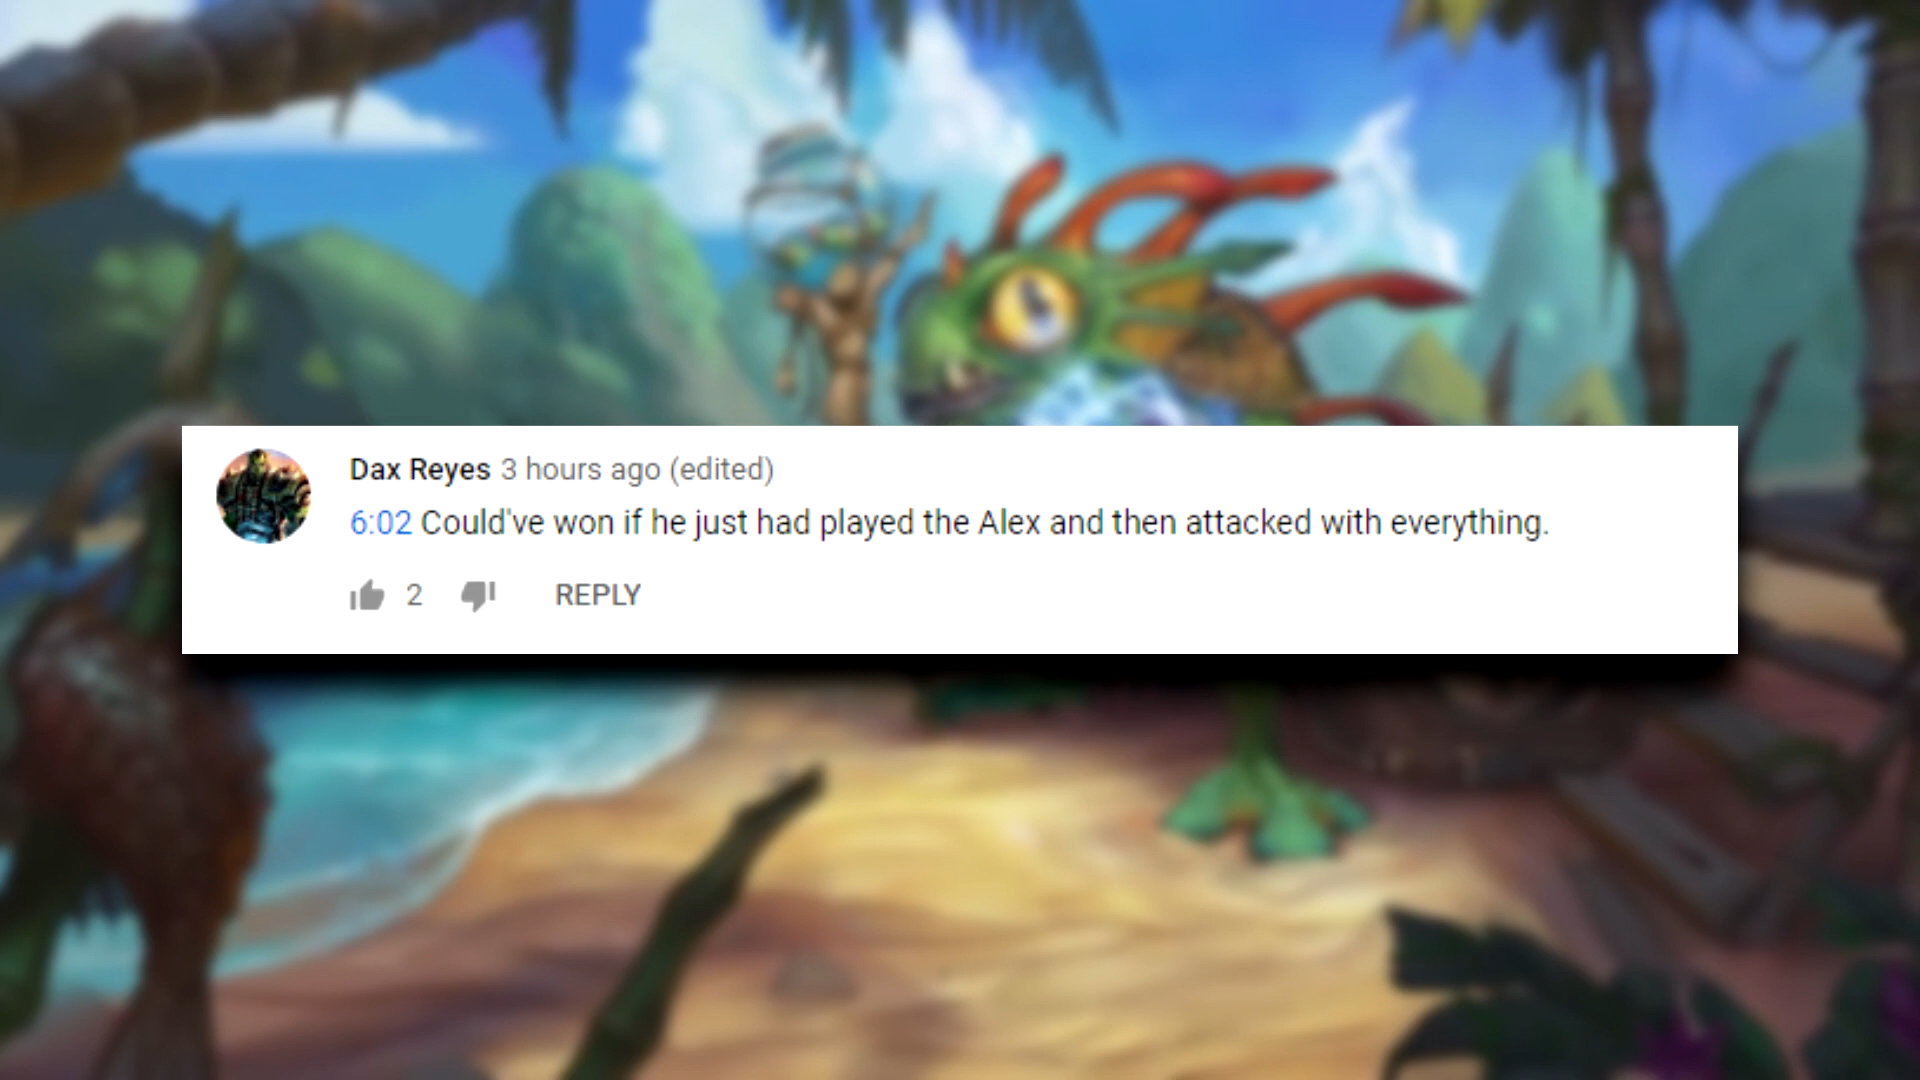 Dax Reyes 3 hours ago (edited)
6:02 Could've won if he just had played the Alex and then attacked with everything.
2 REPLY